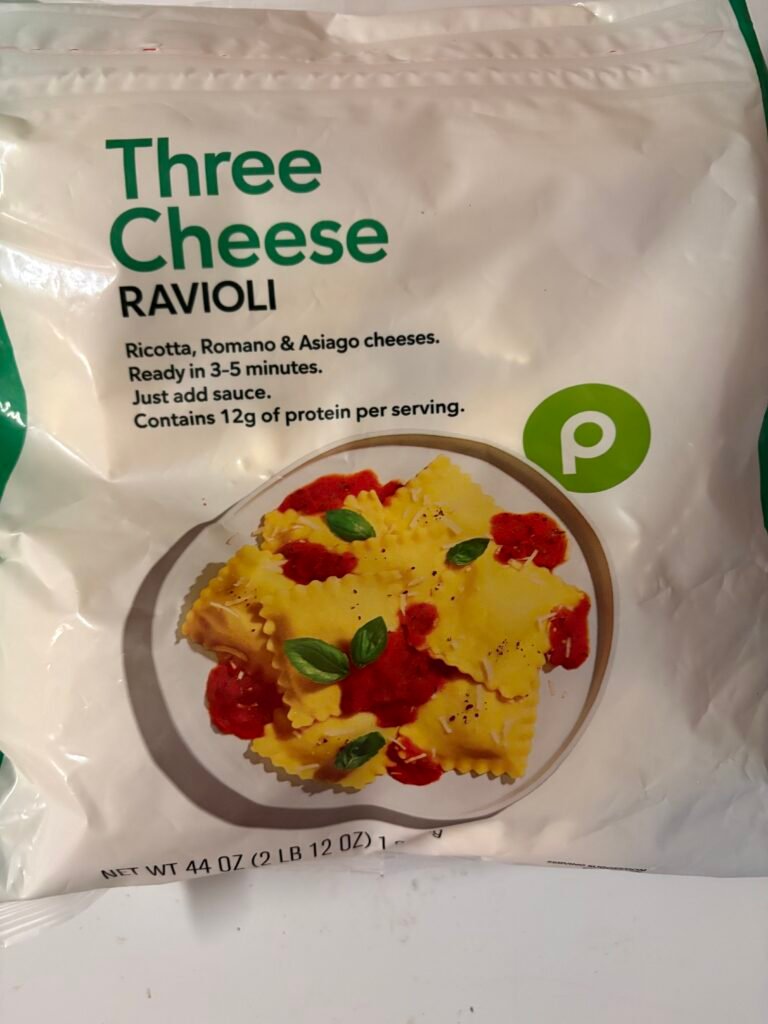 Three
Cheese
RAVIOLI
Ricotta, Romano & Asiago cheeses.
Ready in 3-5 minutes.
Just add sauce.
Contains 12g of protein per serving.
P
NET WT 44 OZ (2 LB 12 OZ) 1